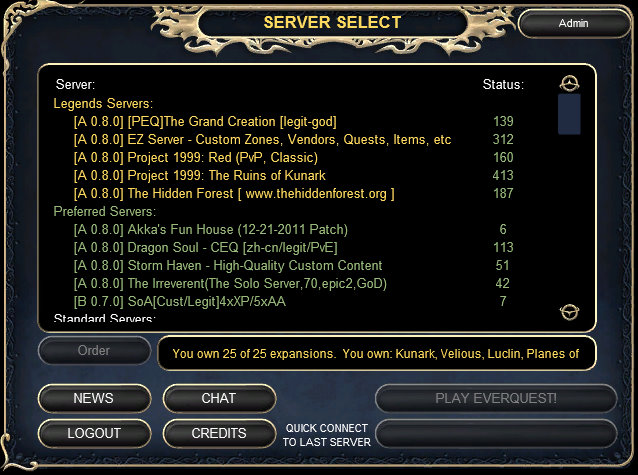 SERVER SELECT
Admin
Server: Status:
Legends Servers:
[A 0.8.0] [PEQ]The Grand Creation [legit-god] 139
[A 0.8.0] EZ Server - Custom Zones, Vendors, Quests, Items, etc 312
[A 0.8.0] Project 1999: Red (PvP, Classic) 160
[A 0.8.0] Project 1999: The Ruins of Kunark 413
[A 0.8.0] The Hidden Forest [ www.thehiddenforest.org ] 187
Preferred Servers:
[A 0.8.0] Akka's Fun House (12-21-2011 Patch) 6
[A 0.8.0] Dragon Soul - CEQ [zh-cn/legit/PvE] 113
[A 0.8.0] Storm Haven - High-Quality Custom Content 51
[A 0.8.0] The Irreverent(The Solo Server,70,epic2,GoD) 42
[B 0.7.0] SoA[Cust/Legit]4xXP/5xAA 7
Standard Servers:
Order
You own 25 of 25 expansions. You own: Kunark, Velious, Luclin, Planes of
NEWS
CHAT
PLAY EVERQUEST!
LOGOUT
CREDITS
QUICK CONNECT
TO LAST SERVER